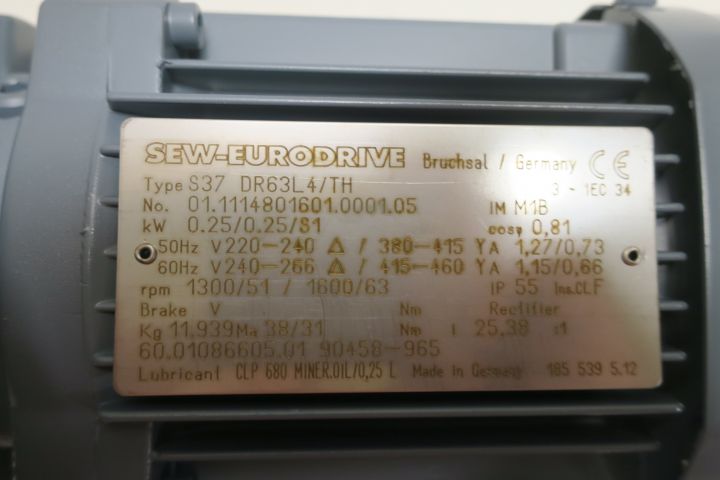 SEW-EURODRIVE Bruchsal / Germany CE
Type S37 DR63L4/TH 3 ~ IEC 34
No. 01.1114801601.0001.05 IM M1B
kW 0.25/0.25/S1 cosφ 0,81
50Hz V 220-240 Δ / 380-415 Y A 1,27/0,73
60Hz V 240-266 Δ / 415-460 Y A 1,15/0,66
rpm 1300/51 / 1600/63 IP 55 Ins.CL F
Brake V Nm Rectifier
Kg 11.939 Ma 38/31 Nm i 25,38 :1
60.01086605.01 90458-965
Lubricant CLP 680 MINER.OIL/0,25 L Made in Germany 185 539 5.12